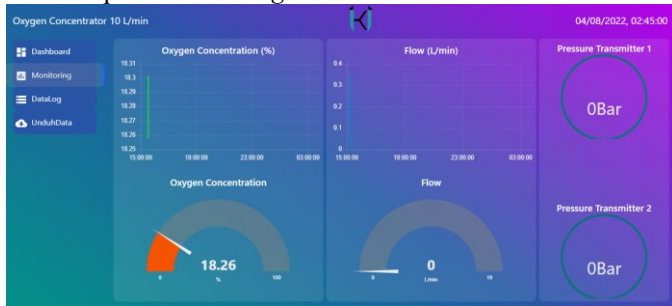 Oxygen Concentrator 10 L/min
04/08/2022, 02:45:00
Dashboard
Monitoring
DataLog
UnduhData
Oxygen Concentration (%)
18.31
18.3
18.29
18.28
18.27
18.26
18.25
15:00:00 19:00:00 23:00:00 03:00:00
Flow (L/min)
0.4
0.3
0.2
0.1
0
15:00:00 19:00:00 23:00:00 03:00:00
Pressure Transmitter 1
0Bar
Oxygen Concentration
18.26
%
0 100
Flow
0
L/min
0 10
Pressure Transmitter 2
0Bar